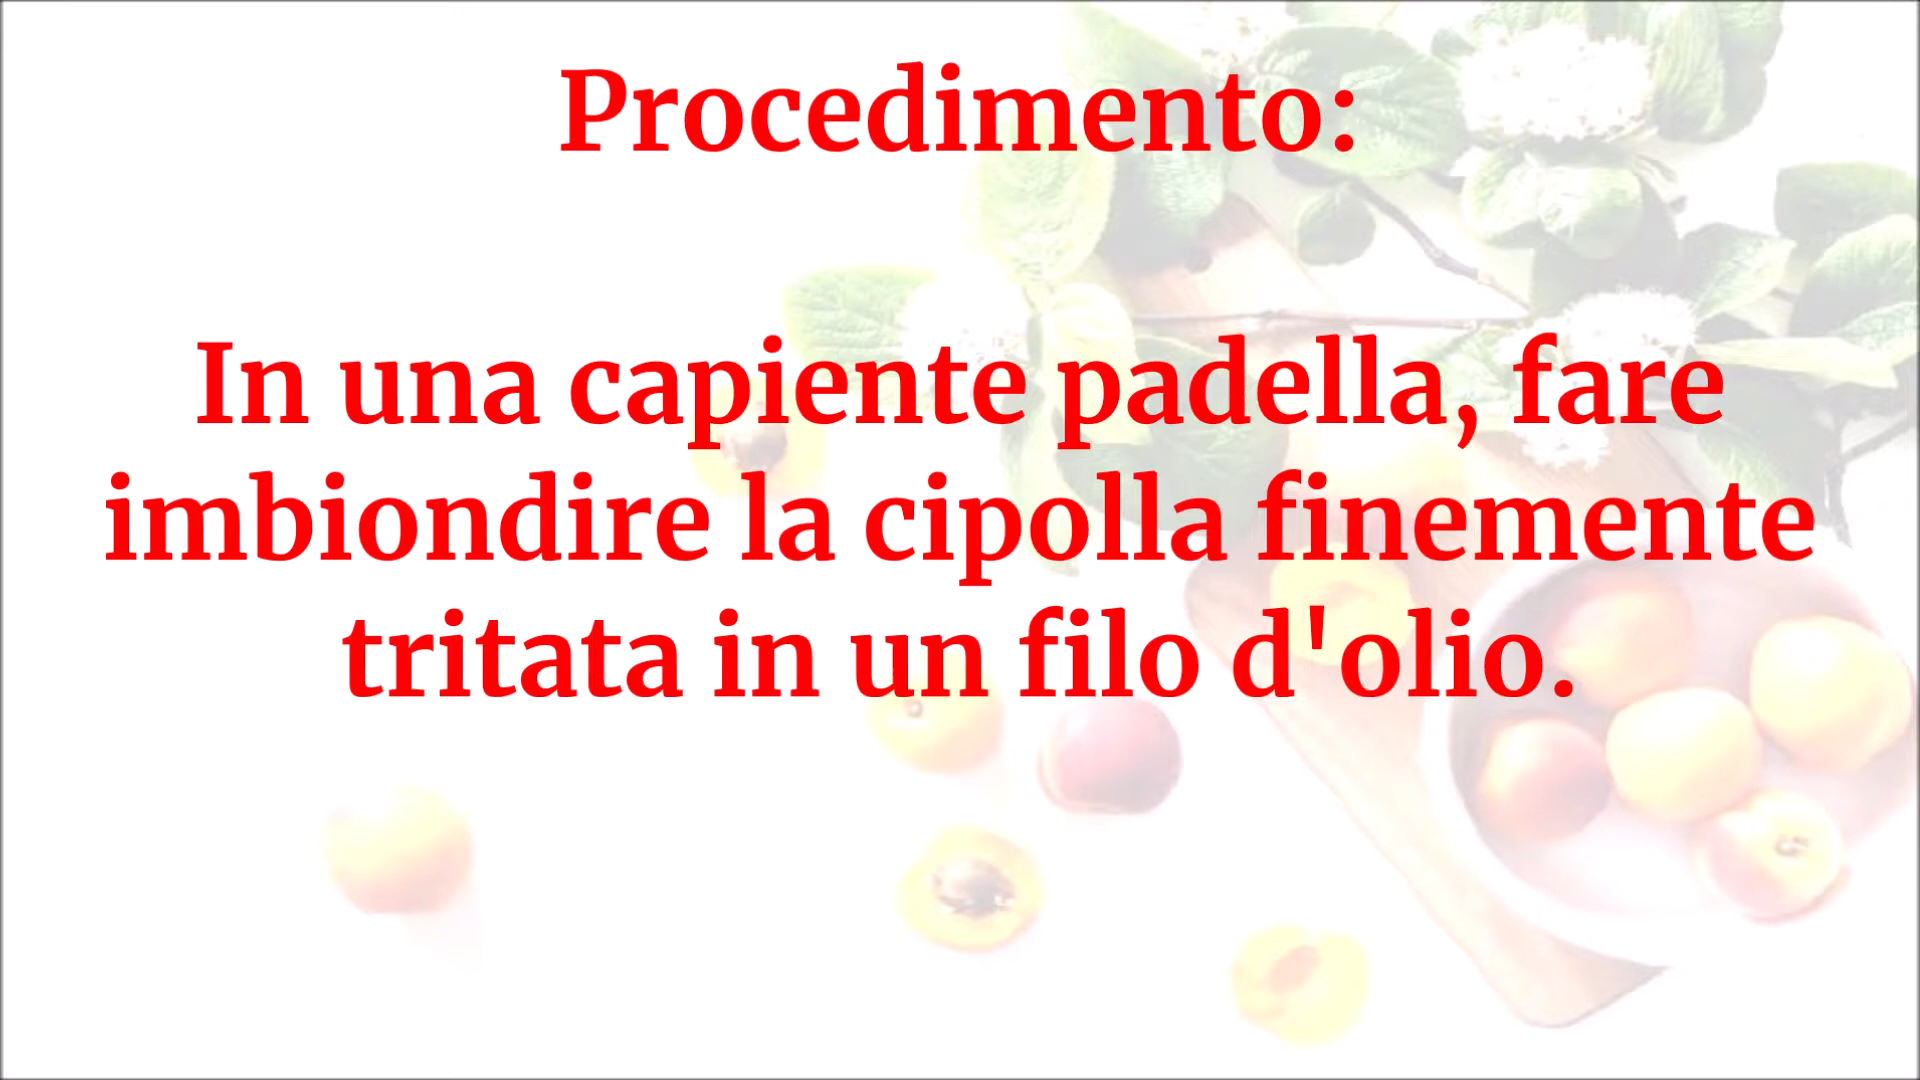 Procedimento:
In una capiente padella, fare
imbiondire la cipolla finemente
tritata in un filo d'olio.